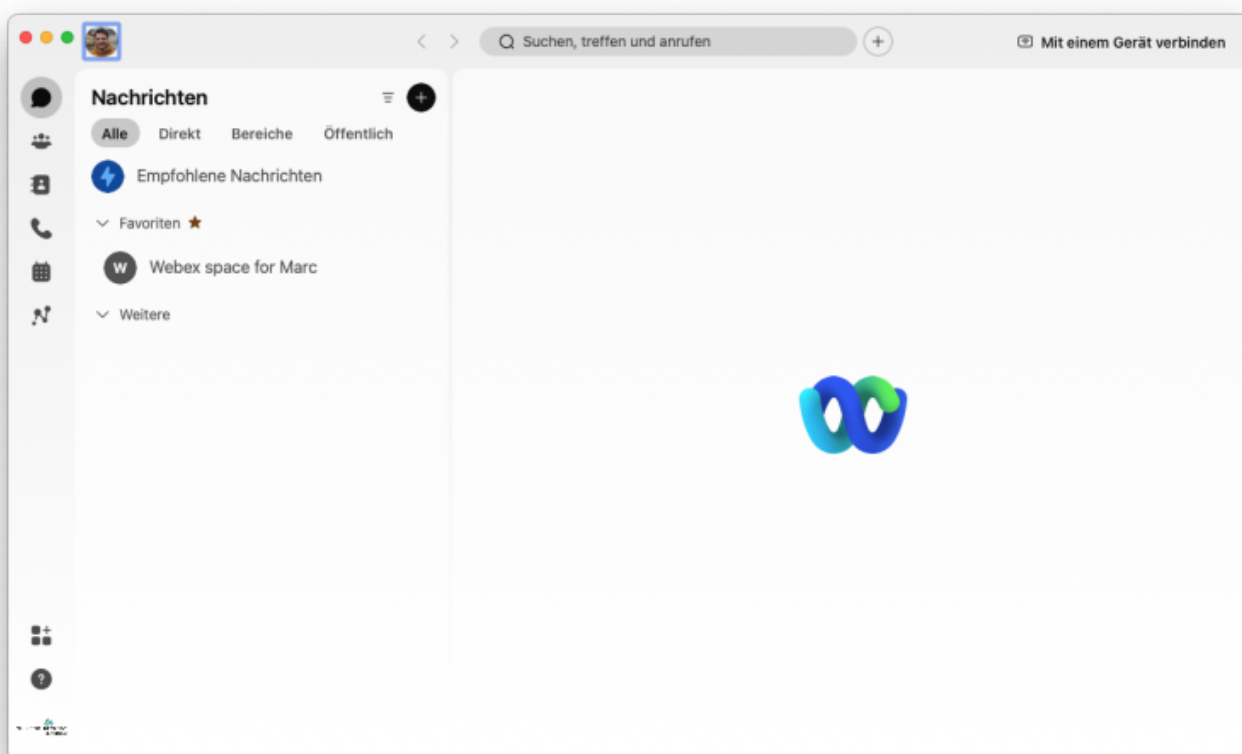 Suchen, treffen und anrufen
Mit einem Gerät verbinden
Nachrichten
Alle Direkt Bereiche Öffentlich
Empfohlene Nachrichten
Favoriten
W Webex space for Marc
Weitere